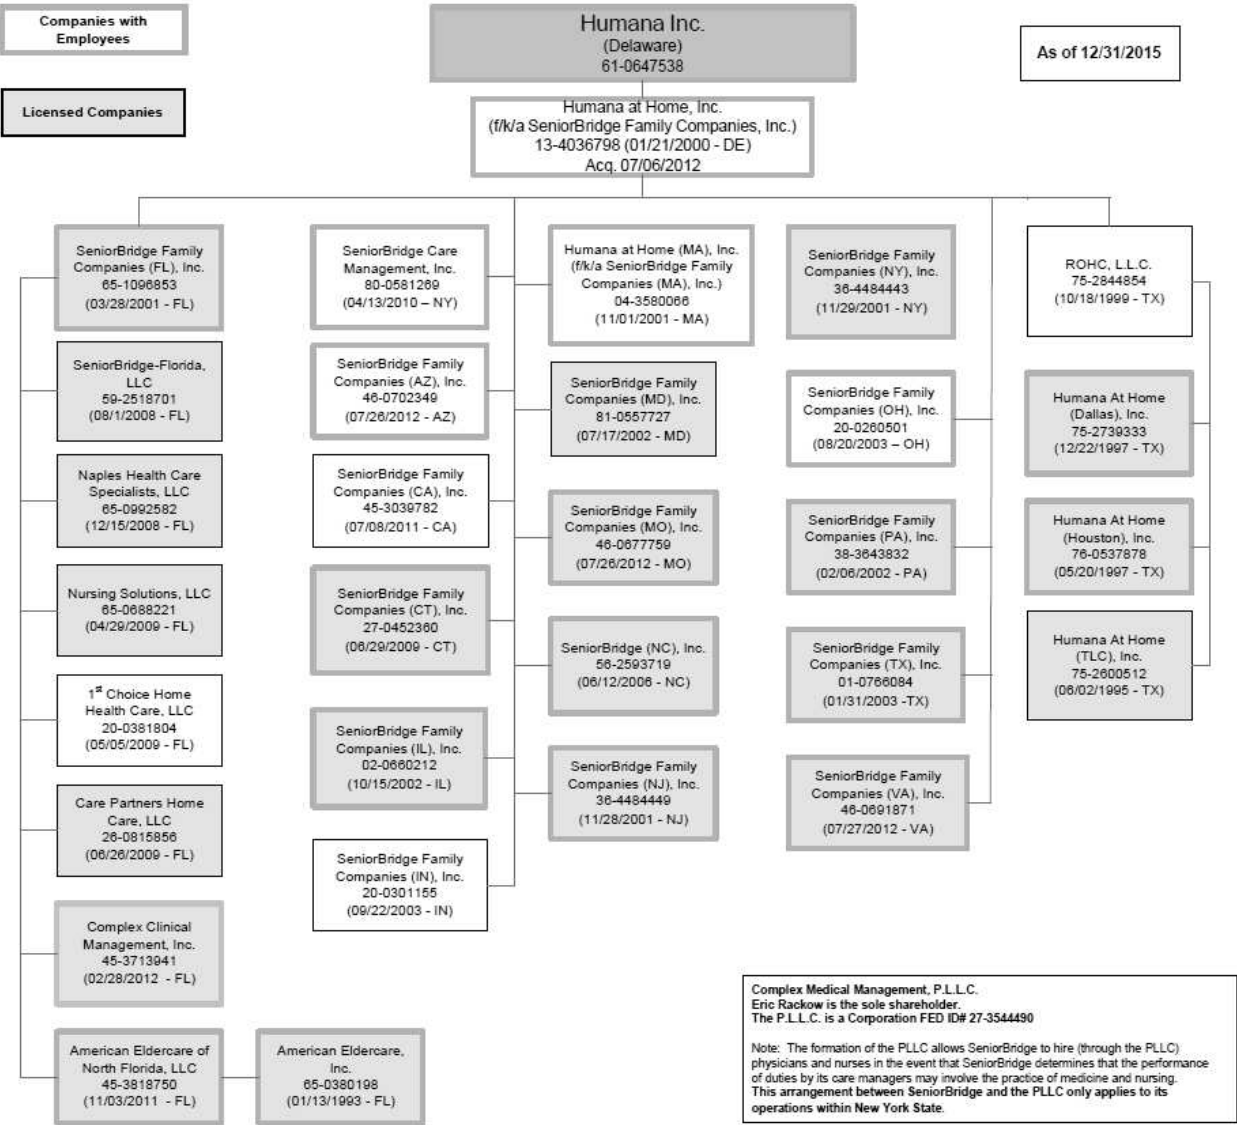 Companies with
Employees
Licensed Companies
Humana Inc.
(Delaware)
61-0647538
As of 12/31/2015
Humana at Home, Inc.
(f/k/a SeniorBridge Family Companies, Inc.)
13-4036798 (01/21/2000 - DE)
Acq. 07/06/2012
SeniorBridge Family
Companies (FL), Inc.
65-1096853
(03/28/2001 - FL)
SeniorBridge-Florida,
LLC
59-2518701
(08/1/2008 - FL)
Naples Health Care
Specialists, LLC
65-0992582
(12/15/2008 - FL)
Nursing Solutions, LLC
65-0688221
(04/29/2009 - FL)
1st Choice Home
Health Care, LLC
20-0381804
(05/05/2009 - FL)
Care Partners Home
Care, LLC
26-0815856
(06/26/2009 - FL)
Complex Clinical
Management, Inc.
45-3713941
(02/28/2012 - FL)
American Eldercare of
North Florida, LLC
45-3818750
(11/03/2011 - FL)
American Eldercare,
Inc.
65-0380198
(01/13/1993 - FL)
SeniorBridge Care
Management, Inc.
80-0581269
(04/13/2010 – NY)
SeniorBridge Family
Companies (AZ), Inc.
46-0702349
(07/26/2012 - AZ)
SeniorBridge Family
Companies (CA), Inc.
45-3039782
(07/08/2011 - CA)
SeniorBridge Family
Companies (CT), Inc.
27-0452360
(06/29/2009 - CT)
SeniorBridge Family
Companies (IL), Inc.
02-0660212
(10/15/2002 - IL)
SeniorBridge Family
Companies (IN), Inc.
20-0301155
(09/22/2003 - IN)
Humana at Home (MA), Inc.
(f/k/a SeniorBridge Family
Companies (MA), Inc.)
04-3580066
(11/01/2001 - MA)
SeniorBridge Family
Companies (MD), Inc.
81-0557727
(07/17/2002 - MD)
SeniorBridge Family
Companies (MO), Inc.
46-0677759
(07/26/2012 - MO)
SeniorBridge (NC), Inc.
56-2593719
(06/12/2006 - NC)
SeniorBridge Family
Companies (NJ), Inc.
36-4484449
(11/28/2001 - NJ)
SeniorBridge Family
Companies (NY), Inc.
36-4484443
(11/29/2001 - NY)
SeniorBridge Family
Companies (OH), Inc.
20-0260501
(08/20/2003 – OH)
SeniorBridge Family
Companies (PA), Inc.
38-3643832
(02/06/2002 - PA)
SeniorBridge Family
Companies (TX), Inc.
01-0766084
(01/31/2003 -TX)
SeniorBridge Family
Companies (VA), Inc.
46-0691871
(07/27/2012 - VA)
ROHC, L.L.C.
75-2844854
(10/18/1999 - TX)
Humana At Home
(Dallas), Inc.
75-2739333
(12/22/1997 - TX)
Humana At Home
(Houston), Inc.
76-0537878
(05/20/1997 - TX)
Humana At Home
(TLC), Inc.
75-2600512
(06/02/1995 - TX)
Complex Medical Management, P.L.L.C.
Eric Rackow is the sole shareholder.
The P.L.L.C. is a Corporation FED ID# 27-3544490
Note: The formation of the PLLC allows SeniorBridge to hire (through the PLLC)
physicians and nurses in the event that SeniorBridge determines that the performance
of duties by its care managers may involve the practice of medicine and nursing.
This arrangement between SeniorBridge and the PLLC only applies to its
operations within New York State.